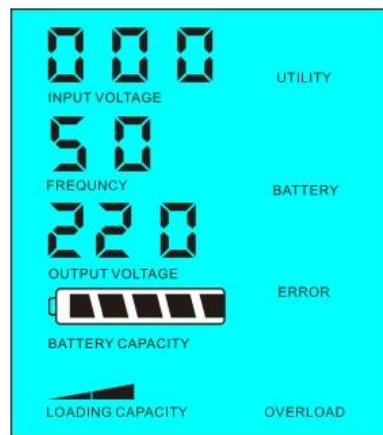 000
UTILITY
INPUT VOLTAGE
50
FREQUNCY
BATTERY
220
OUTPUT VOLTAGE
ERROR
BATTERY CAPACITY
LOADING CAPACITY
OVERLOAD